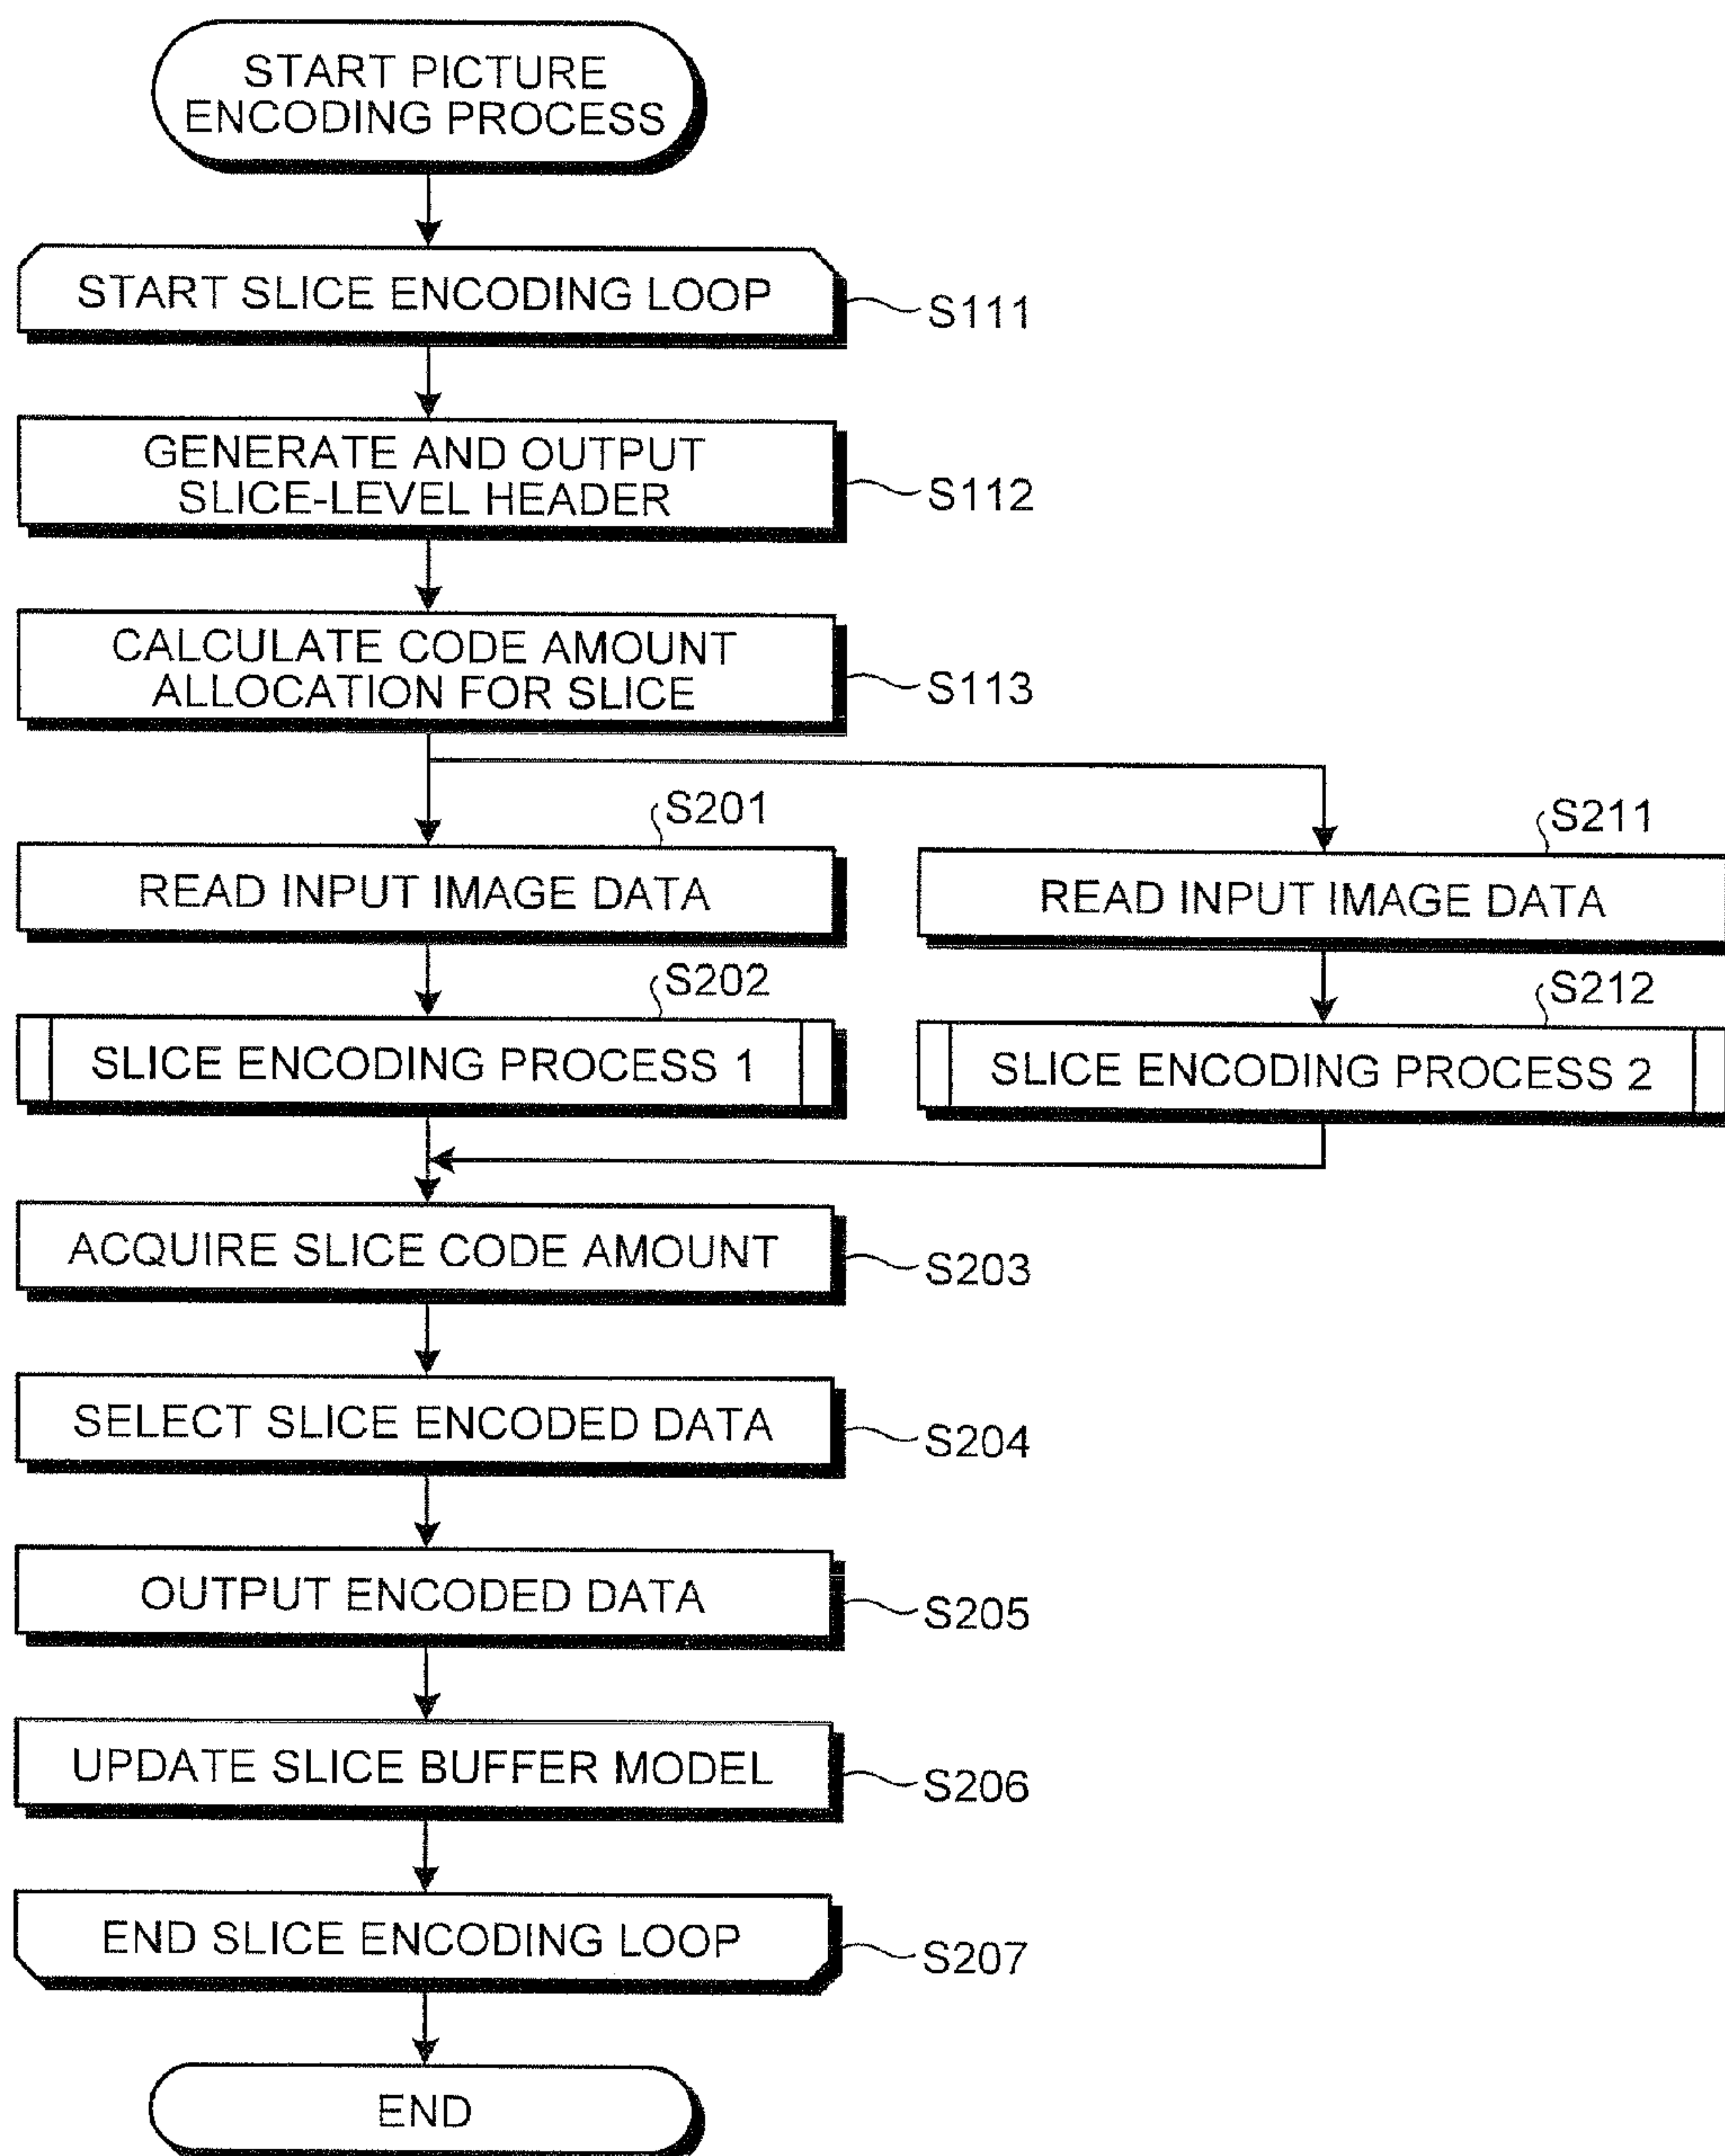 START PICTURE
ENCODING PROCESS
START SLICE ENCODING LOOP
S111
GENERATE AND OUTPUT
SLICE-LEVEL HEADER
S112
CALCULATE CODE AMOUNT
ALLOCATION FOR SLICE
S113
S201
READ INPUT IMAGE DATA
S211
READ INPUT IMAGE DATA
S202
SLICE ENCODING PROCESS 1
S212
SLICE ENCODING PROCESS 2
ACQUIRE SLICE CODE AMOUNT
S203
SELECT SLICE ENCODED DATA
S204
OUTPUT ENCODED DATA
S205
UPDATE SLICE BUFFER MODEL
S206
END SLICE ENCODING LOOP
S207
END